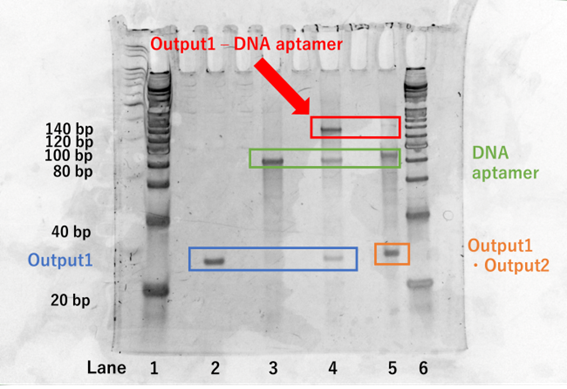 Output1 – DNA aptamer
140 bp
120 bp
100 bp
80 bp
DNA
aptamer
40 bp
Output1
Output1
・Output2
20 bp
Lane 1 2 3 4 5 6